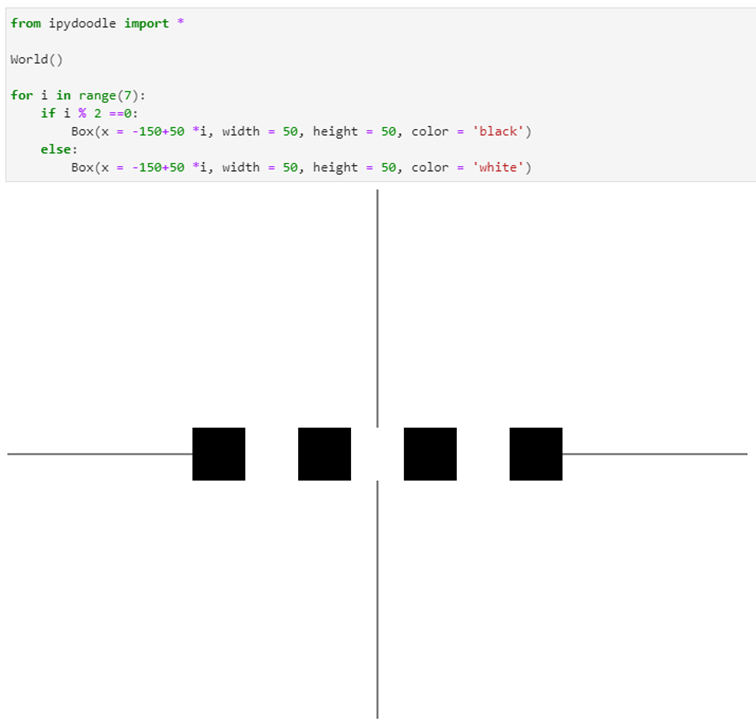 from ipydoodle import *
World()
for i in range(7):
if i % 2 ==0:
Box(x = -150+50 *i, width = 50, height = 50, color = 'black')
else:
Box(x = -150+50 *i, width = 50, height = 50, color = 'white')